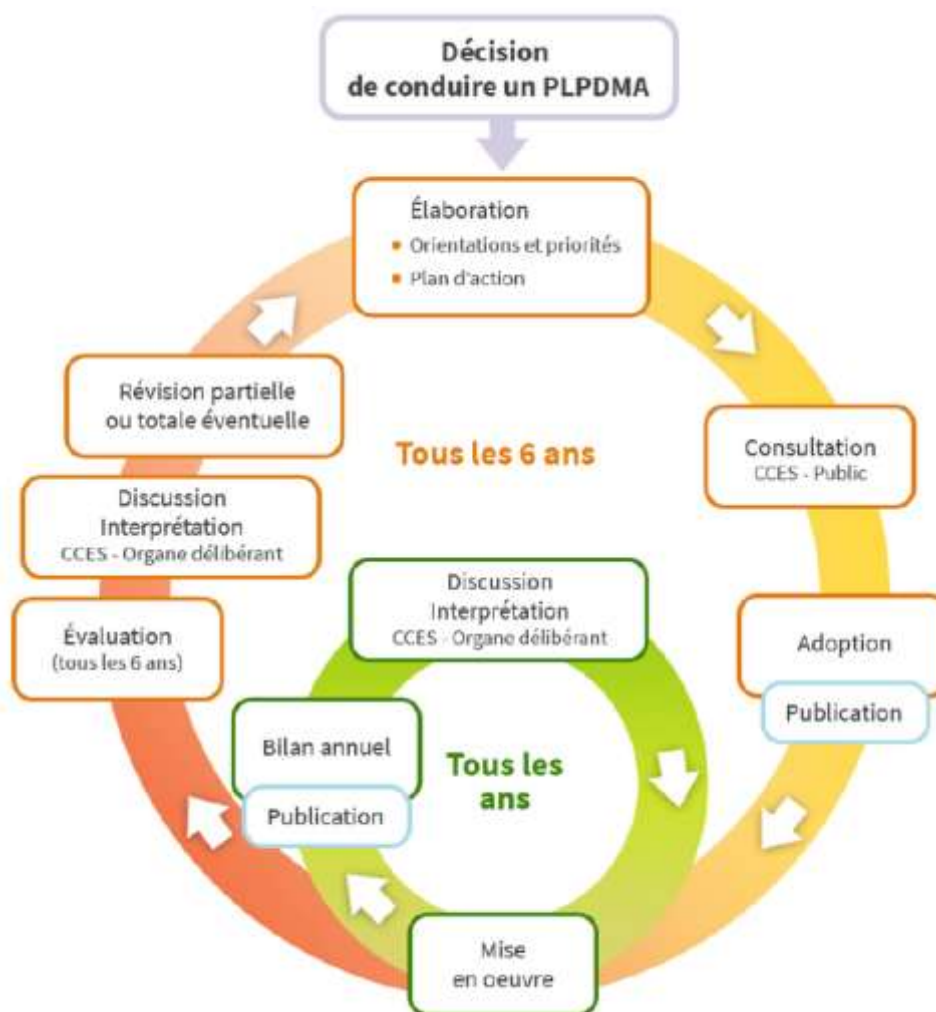 Décision
de conduire un PLPDMA
Élaboration
• Orientations et priorités
• Plan d'action
Révision partielle
ou totale éventuelle
Tous les 6 ans
Consultation
CCES - Public
Discussion
Interprétation
CCES - Organe délibérant
Discussion
Interprétation
CCES - Organe délibérant
Évaluation
(tous les 6 ans)
Adoption
Publication
Bilan annuel
Publication
Tous les
ans
Mise
en oeuvre